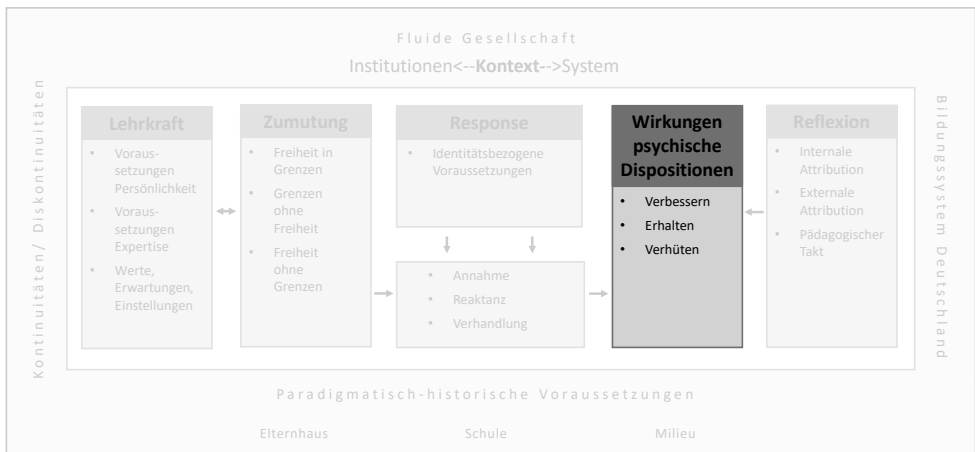 Fluide Gesellschaft
Institutionen<--Kontext-->System
Kontinuitäten/ Diskontinuitäten
Lehrkraft
• Voraus-
setzungen
Persönlichkeit
• Voraus-
setzungen
Expertise
• Werte,
Erwartungen,
Einstellungen
Zumutung
• Freiheit in
Grenzen
• Grenzen
ohne
Freiheit
• Freiheit
ohne
Grenzen
Response
• Identitätsbezogene
Voraussetzungen
• Annahme
• Reaktanz
• Verhandlung
Wirkungen
psychische
Dispositionen
• Verbessern
• Erhalten
• Verhüten
Reflexion
• Internale
Attribution
• Externale
Attribution
• Pädagogischer
Takt
Bildungssystem Deutschland
Paradigmatisch-historische Voraussetzungen
Elternhaus Schule Milieu